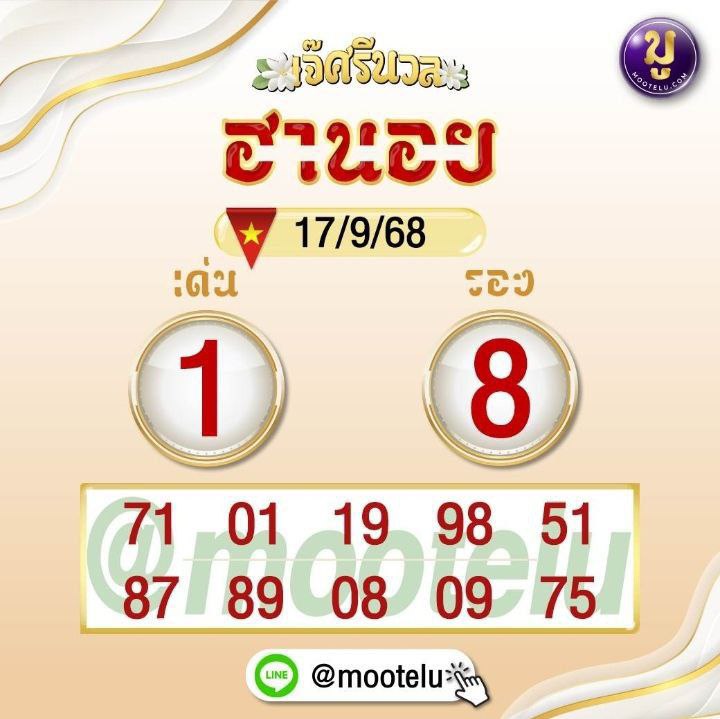 เจ๊ศรีนวล
มู
MOOTELU.COM
ฮานอย
17/9/68
เด่น รอง
1 8
71 01 19 98 51
87 89 08 09 75
@mootelu
LINE @mootelu